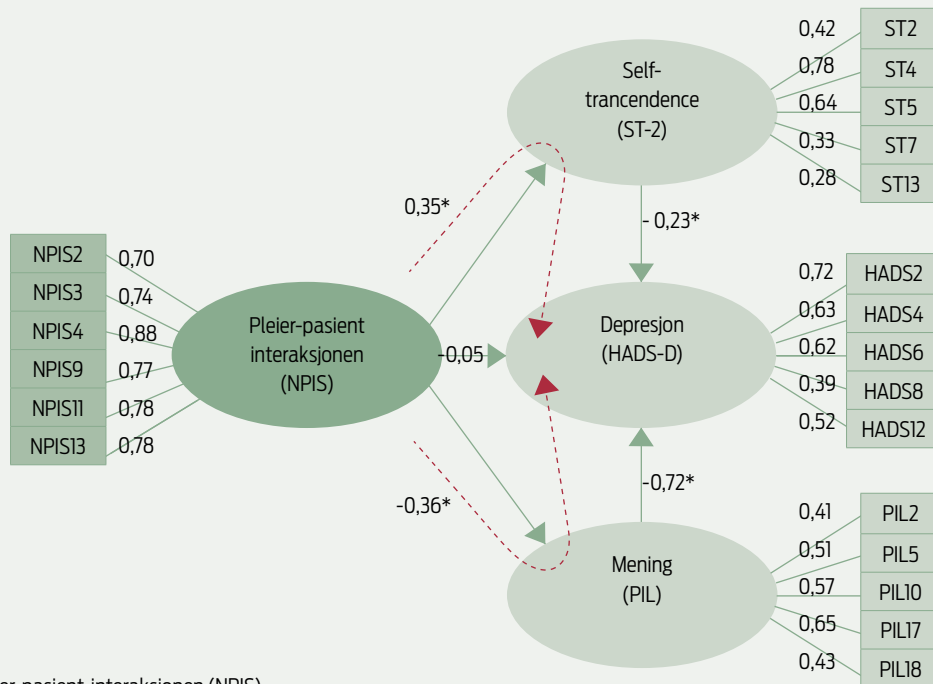 0,42
ST2
0,78
ST4
0,64
ST5
0,33
ST7
0,28
ST13
Self-
trancendence
(ST-2)
0,35*
- 0,23*
NPIS2
0,70
NPIS3
0,74
NPIS4
0,88
NPIS9
0,77
NPIS11
0,78
NPIS13
0,78
Pleier-pasient
interaksjonen
(NPIS)
-0,05
Depresjon
(HADS-D)
0,72
HADS2
0,63
HADS4
0,62
HADS6
0,39
HADS8
0,52
HADS12
-0,36*
-0,72*
Mening
(PIL)
0,41
PIL2
0,51
PIL5
0,57
PIL10
0,65
PIL17
0,43
PIL18